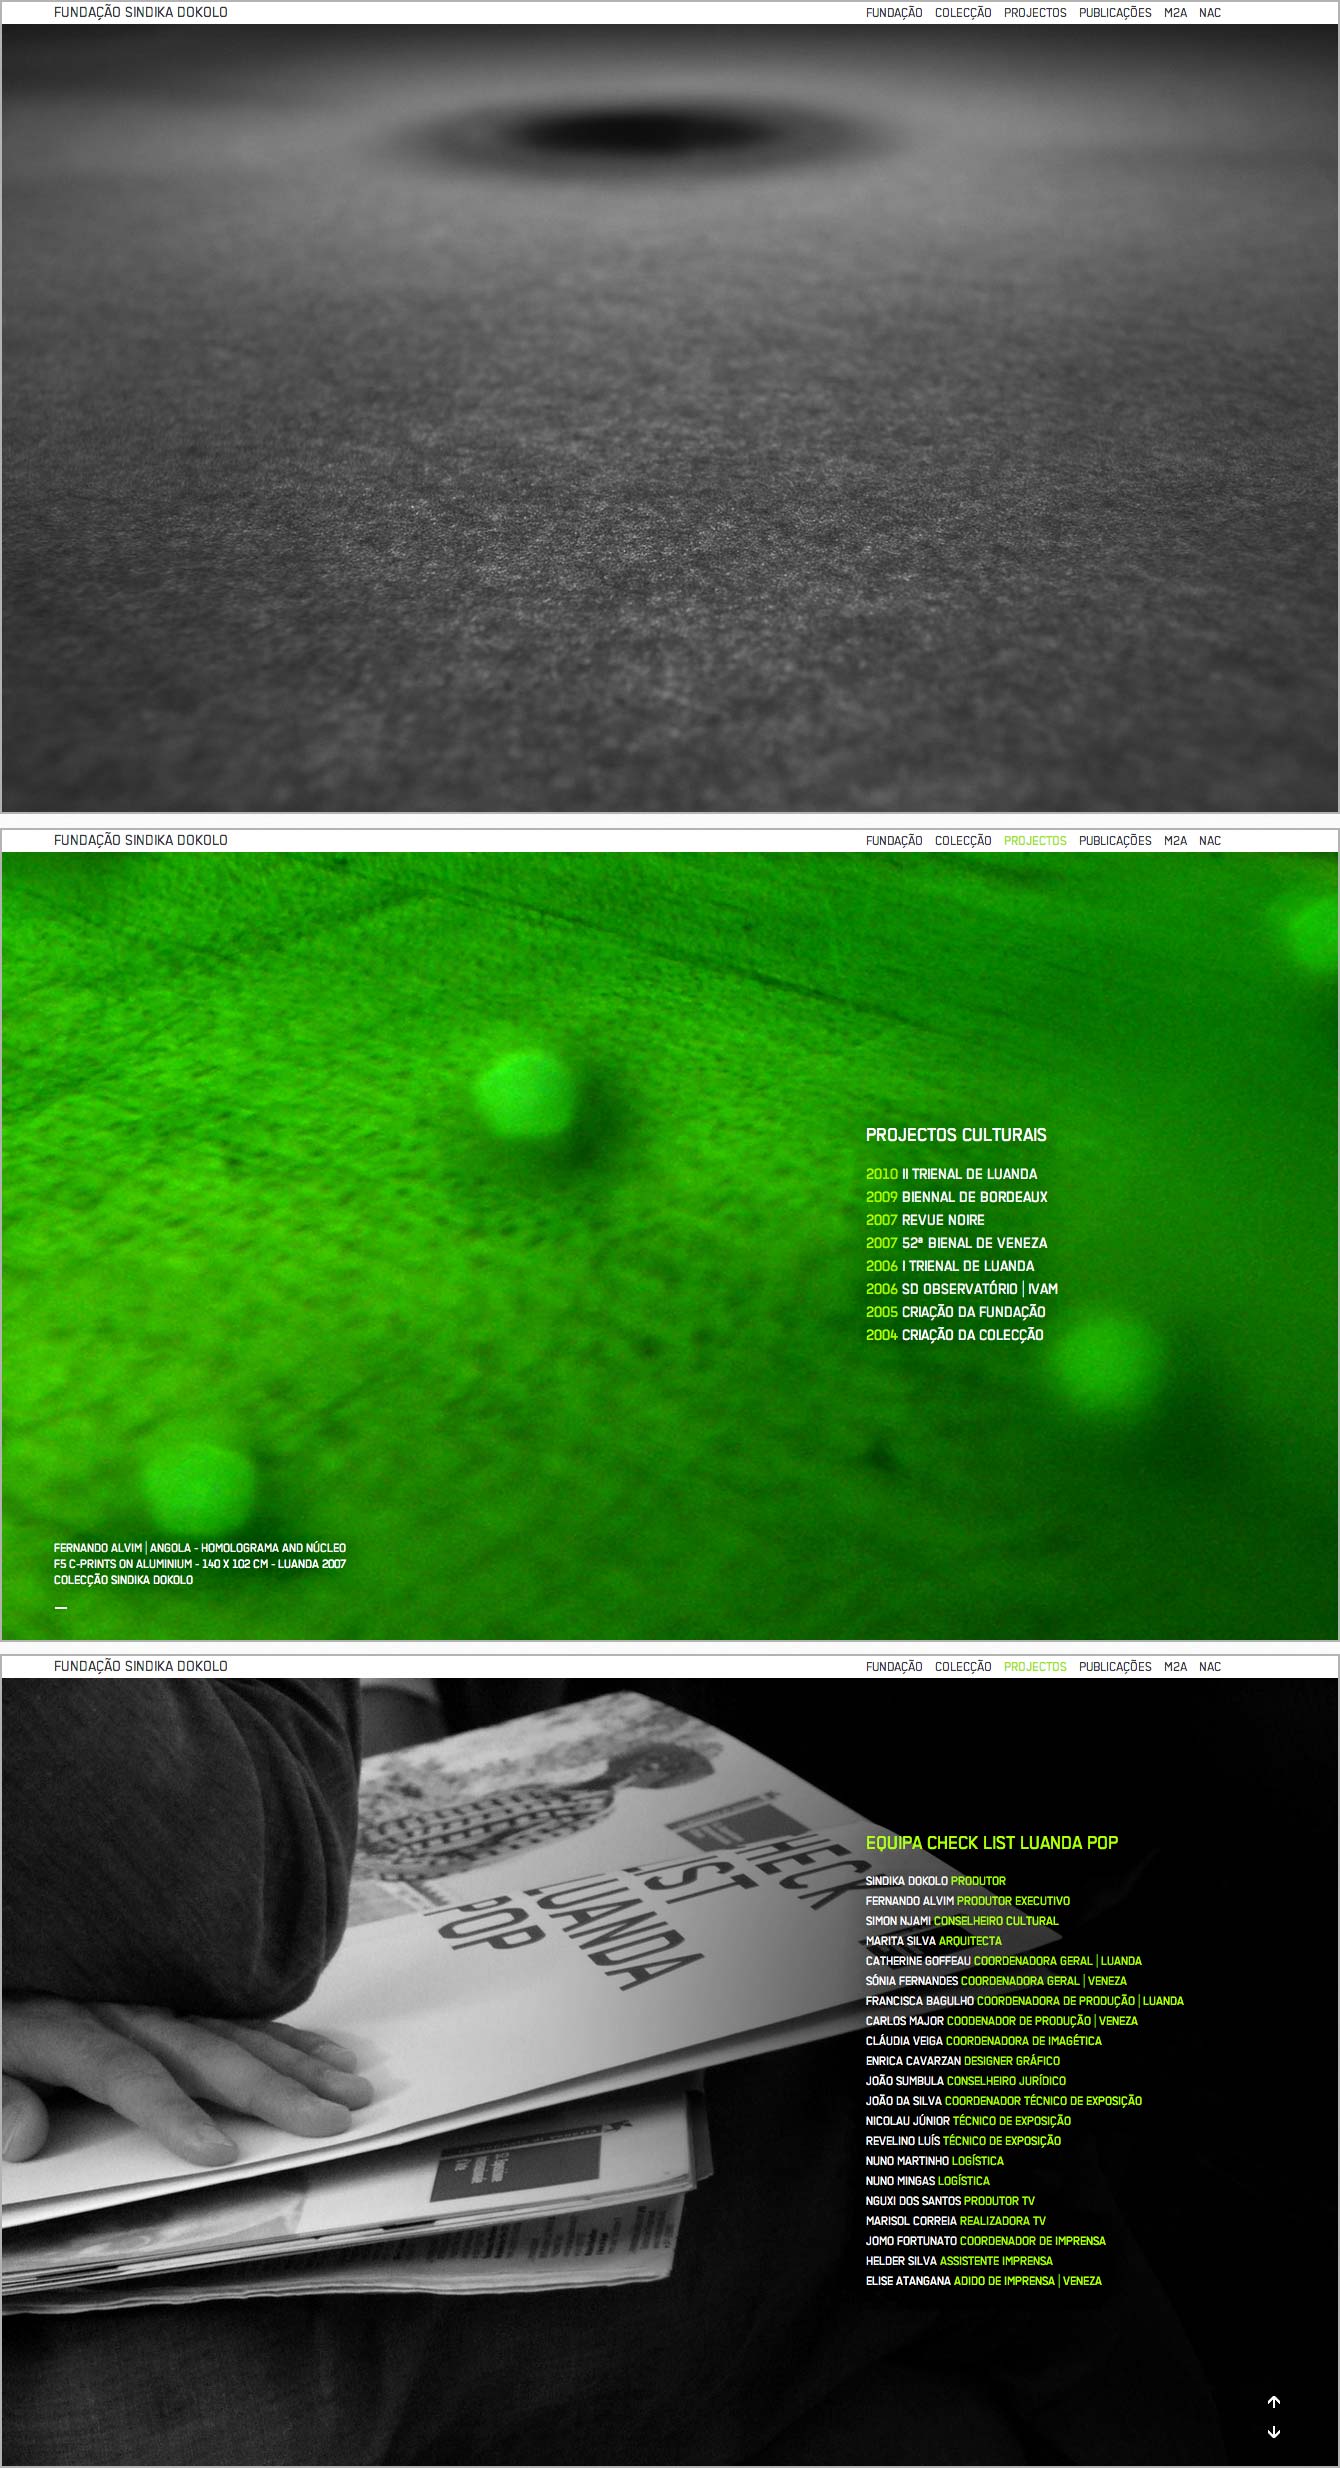 FUNDAÇÃO SINDIKA DOKOLO
FUNDAÇÃO COLECÇÃO PROJECTOS PUBLICAÇÕES M2A NAC
FUNDAÇÃO SINDIKA DOKOLO
FUNDAÇÃO COLECÇÃO PROJECTOS PUBLICAÇÕES M2A NAC
PROJECTOS CULTURAIS
2010 II TRIENAL DE LUANDA
2009 BIENNAL DE BORDEAUX
2007 REVUE NOIRE
2007 52ª BIENAL DE VENEZA
2006 I TRIENAL DE LUANDA
2006 SD OBSERVATÓRIO | IVAM
2005 CRIAÇÃO DA FUNDAÇÃO
2004 CRIAÇÃO DA COLECÇÃO
FERNANDO ALVIM | ANGOLA - HOMOLOGRAMA AND NÚCLEO
F5 C-PRINTS ON ALUMINIUM - 140 X 102 CM - LUANDA 2007
COLECÇÃO SINDIKA DOKOLO
FUNDAÇÃO SINDIKA DOKOLO
FUNDAÇÃO COLECÇÃO PROJECTOS PUBLICAÇÕES M2A NAC
HECK
IST
LUANDA
POP
EQUIPA CHECK LIST LUANDA POP
SINDIKA DOKOLO PRODUTOR
FERNANDO ALVIM PRODUTOR EXECUTIVO
SIMON NJAMI CONSELHEIRO CULTURAL
MARITA SILVA ARQUITECTA
CATHERINE GOFFEAU COORDENADORA GERAL | LUANDA
SÓNIA FERNANDES COORDENADORA GERAL | VENEZA
FRANCISCA BAGULHO COORDENADORA DE PRODUÇÃO | LUANDA
CARLOS MAJOR COODENADOR DE PRODUÇÃO | VENEZA
CLÁUDIA VEIGA COORDENADORA DE IMAGÉTICA
ENRICA CAVARZAN DESIGNER GRÁFICO
JOÃO SUMBULA CONSELHEIRO JURÍDICO
JOÃO DA SILVA COORDENADOR TÉCNICO DE EXPOSIÇÃO
NICOLAU JÚNIOR TÉCNICO DE EXPOSIÇÃO
REVELINO LUÍS TÉCNICO DE EXPOSIÇÃO
NUNO MARTINHO LOGÍSTICA
NUNO MINGAS LOGÍSTICA
NGUXI DOS SANTOS PRODUTOR TV
MARISOL CORREIA REALIZADORA TV
JOMO FORTUNATO COORDENADOR DE IMPRENSA
HELDER SILVA ASSISTENTE IMPRENSA
ELISE ATANGANA ADIDO DE IMPRENSA | VENEZA